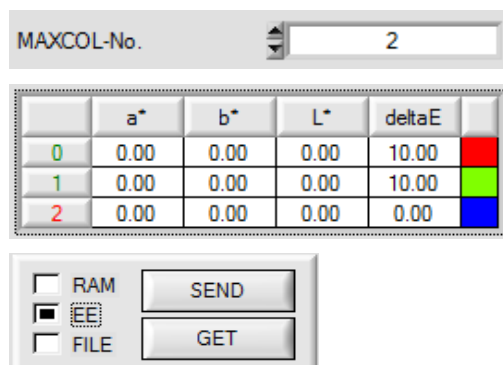 MAXCOL-No. 2
a* b* L* deltaE
0 0.00 0.00 0.00 10.00
1 0.00 0.00 0.00 10.00
2 0.00 0.00 0.00 0.00
RAM SEND
EE
FILE GET